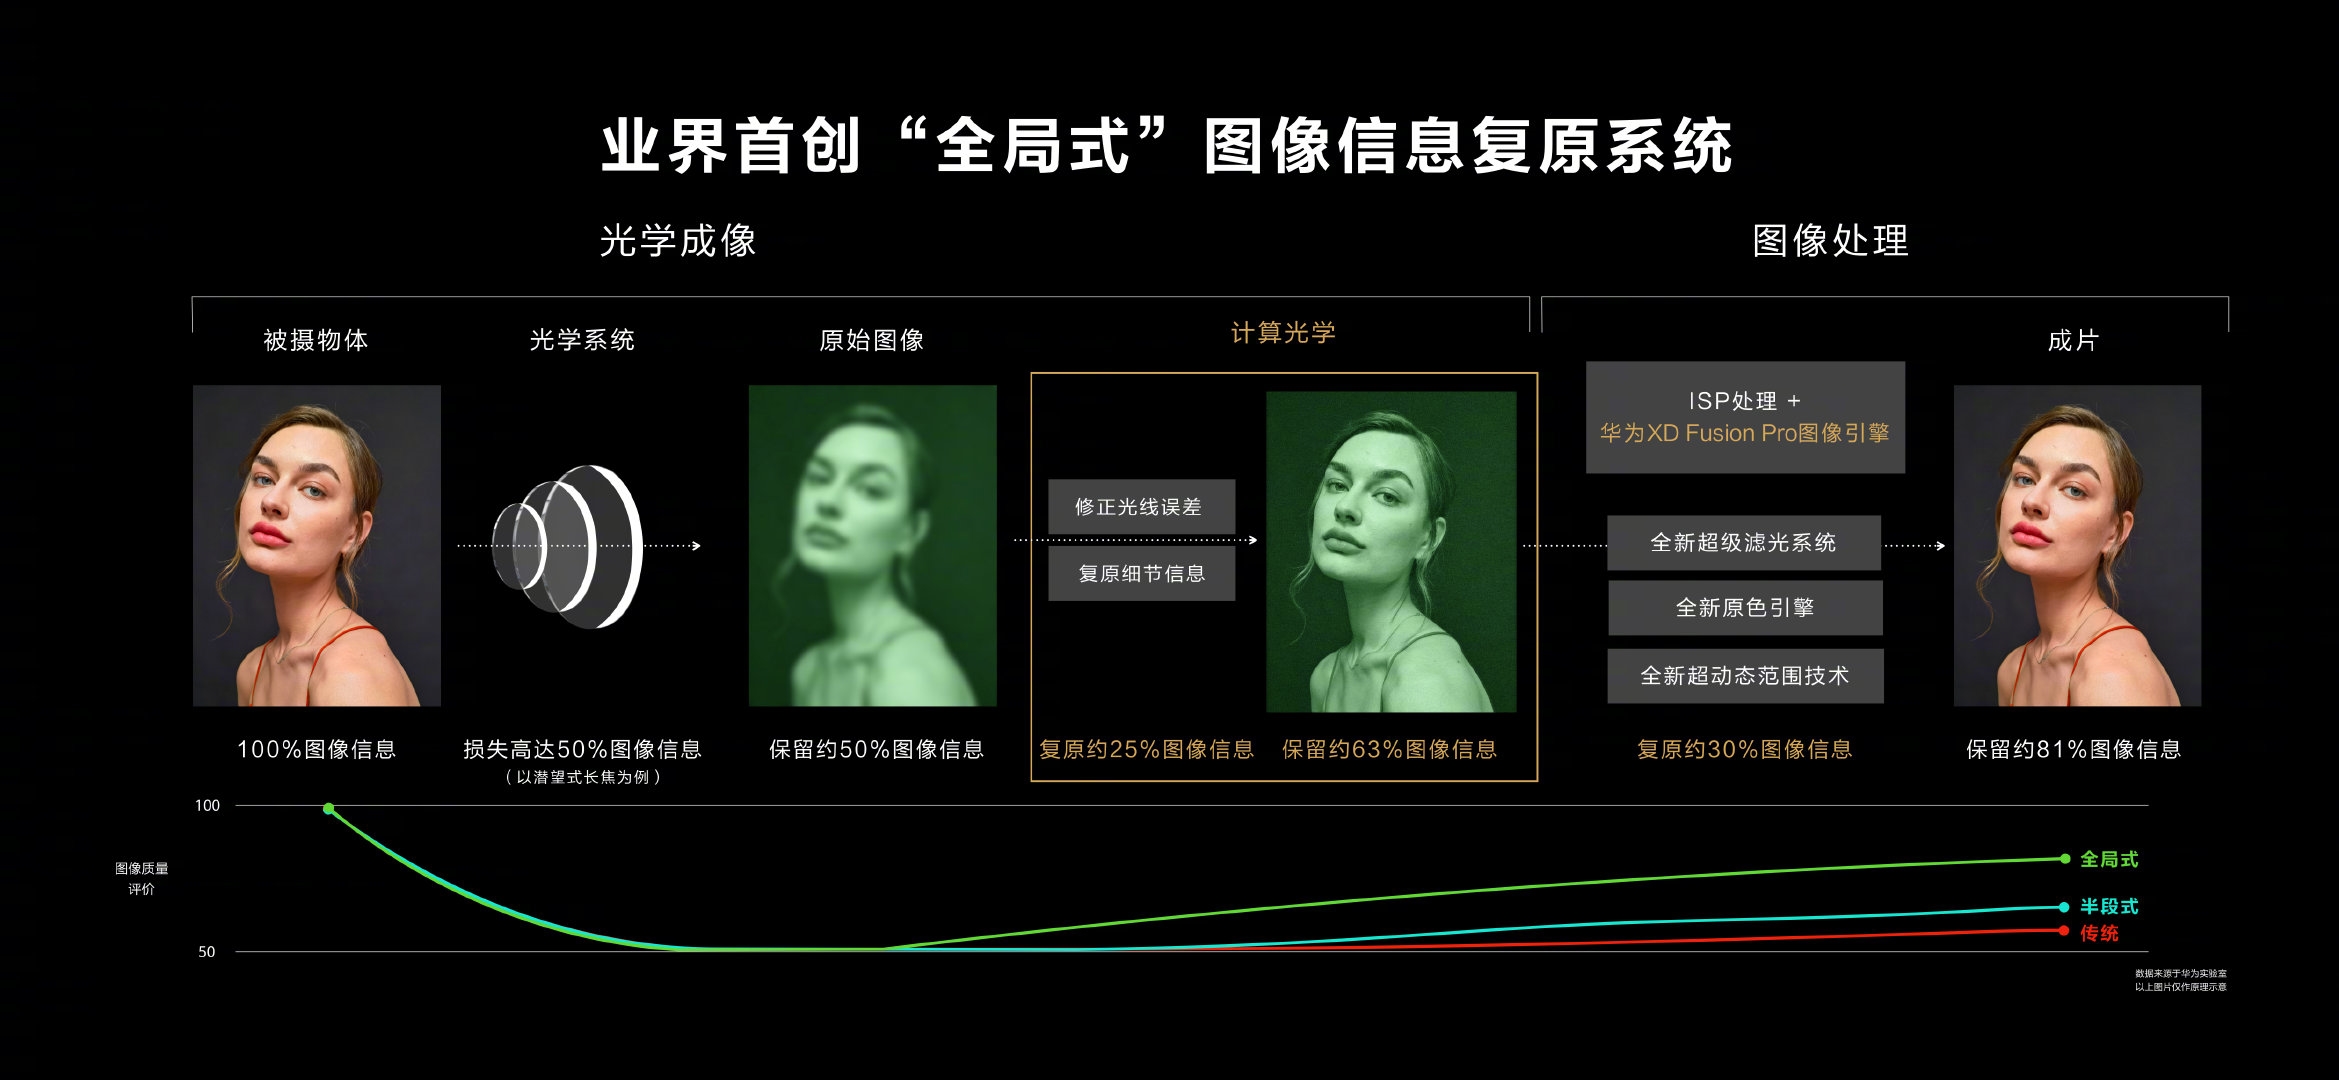 业界首创“全局式”图像信息复原系统
光学成像
图像处理
被摄物体
光学系统
原始图像
计算光学
成片
ISP处理 +
华为XD Fusion Pro图像引擎
修正光线误差
复原细节信息
全新超级滤光系统
全新原色引擎
全新超动态范围技术
100%图像信息
损失高达50%图像信息
（以潜望式长焦为例）
保留约50%图像信息
复原约25%图像信息
保留约63%图像信息
复原约30%图像信息
保留约81%图像信息
100
图像质量
评价
50
全局式
半段式
传统
数据来源于华为实验室
以上图片仅作原理示意